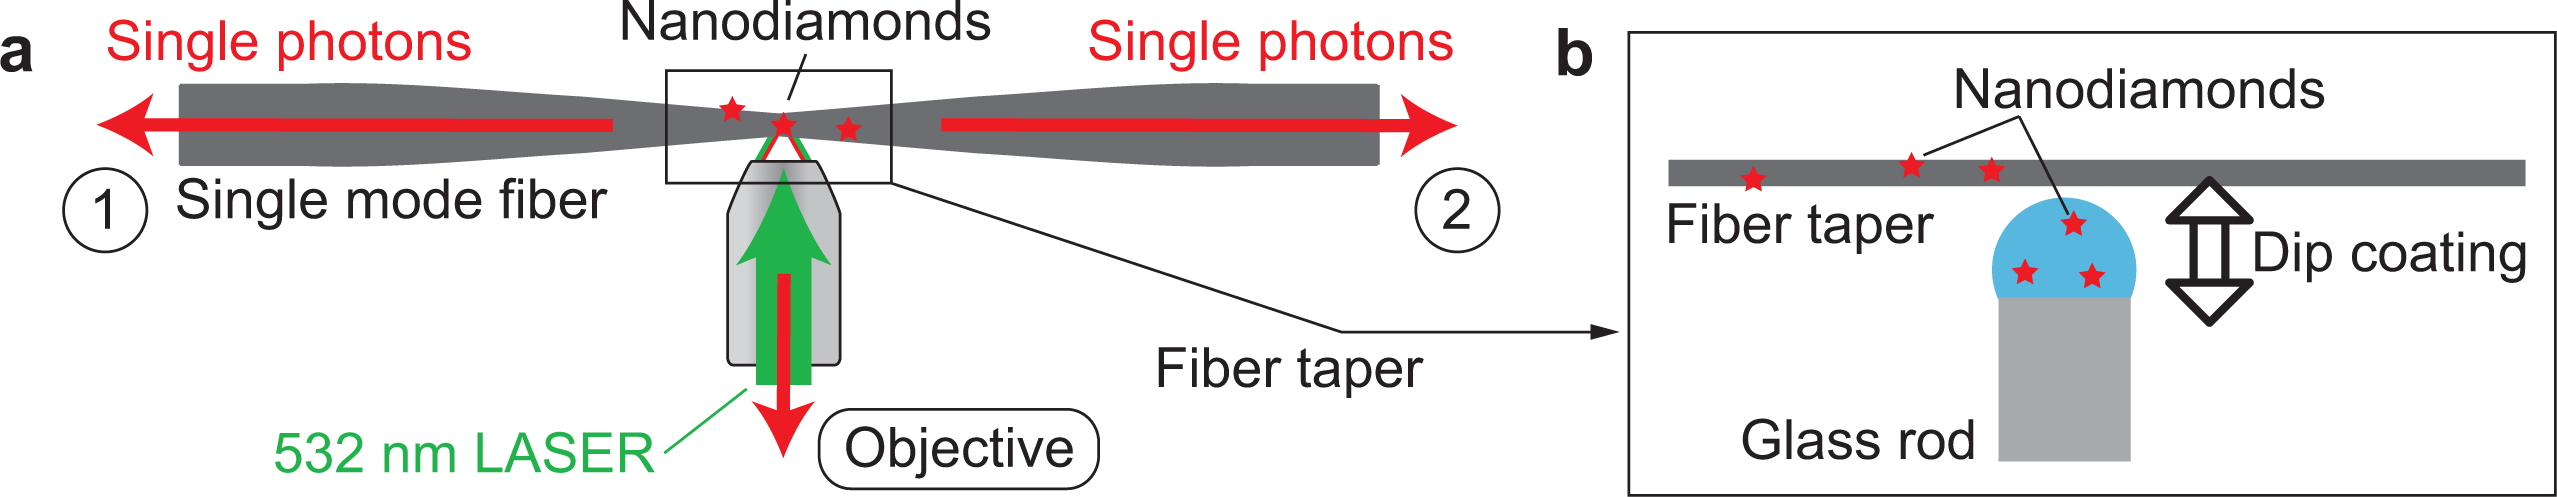 a
Single photons
Nanodiamonds
Single photons
1
Single mode fiber
2
Fiber taper
532 nm LASER
Objective
b
Nanodiamonds
Fiber taper
Dip coating
Glass rod